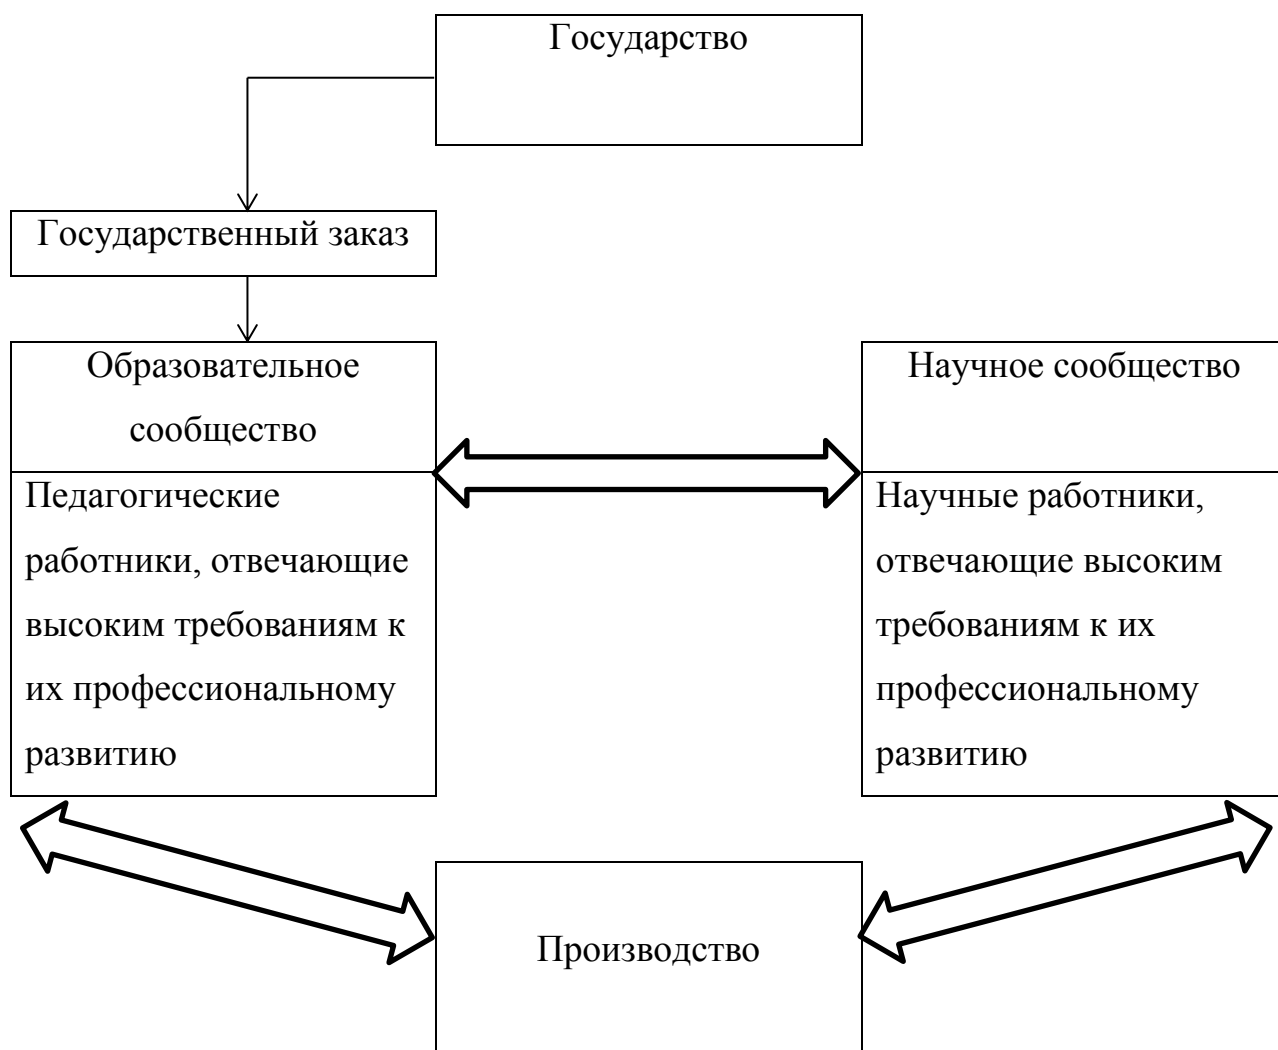 Государство
Государственный заказ
Образовательное
сообщество
Педагогические
работники, отвечающие
высоким требованиям к
их профессиональному
развитию
Научное сообщество
Научные работники,
отвечающие высоким
требованиям к их
профессиональному
развитию
Производство